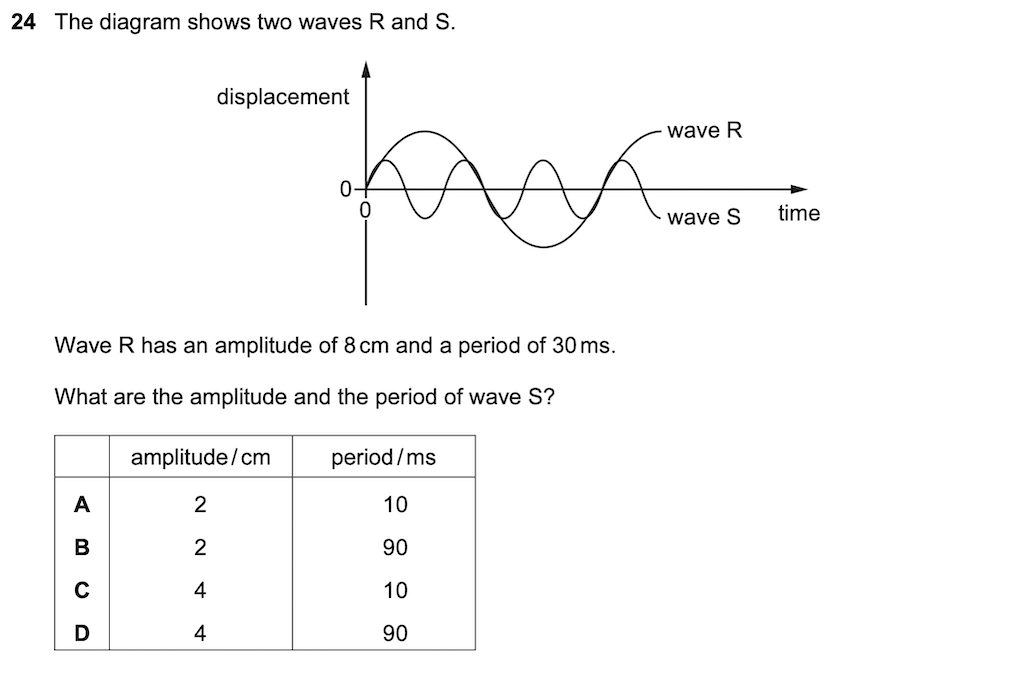 24 The diagram shows two waves R and S.
displacement
wave R
0
0
wave S
time
Wave R has an amplitude of 8 cm and a period of 30 ms.
What are the amplitude and the period of wave S?
amplitude / cm period / ms
A 2 10
B 2 90
C 4 10
D 4 90